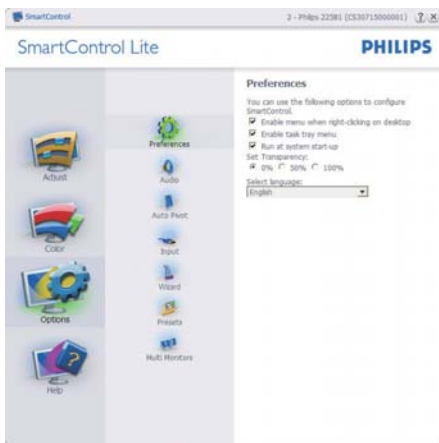 SmartControl
2 - Philips 225B1 (CS30715000001)
SmartControl Lite
PHILIPS
Adjust
Color
Options
Help
Preferences
Audio
Auto Pivot
Input
Wizard
Presets
Multi Monitors
Preferences
You can use the following options to configure
SmartControl.
Enable menu when right-clicking on desktop
Enable task tray menu
Run at system start-up
Set Transparency:
0% 50% 100%
Select language:
English